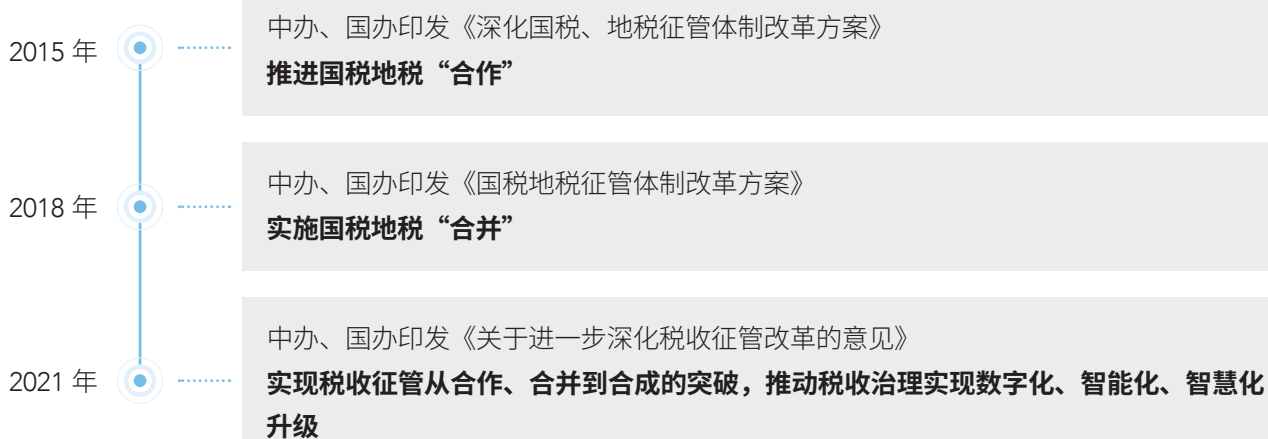 中办、国办印发《深化国税、地税征管体制改革方案》
2015 年
推进国税地税“合作”
中办、国办印发《国税地税征管体制改革方案》
2018 年
实施国税地税“合并”
中办、国办印发《关于进一步深化税收征管改革的意见》
2021 年
实现税收征管从合作、合并到合成的突破，推动税收治理实现数字化、智能化、智慧化
升级